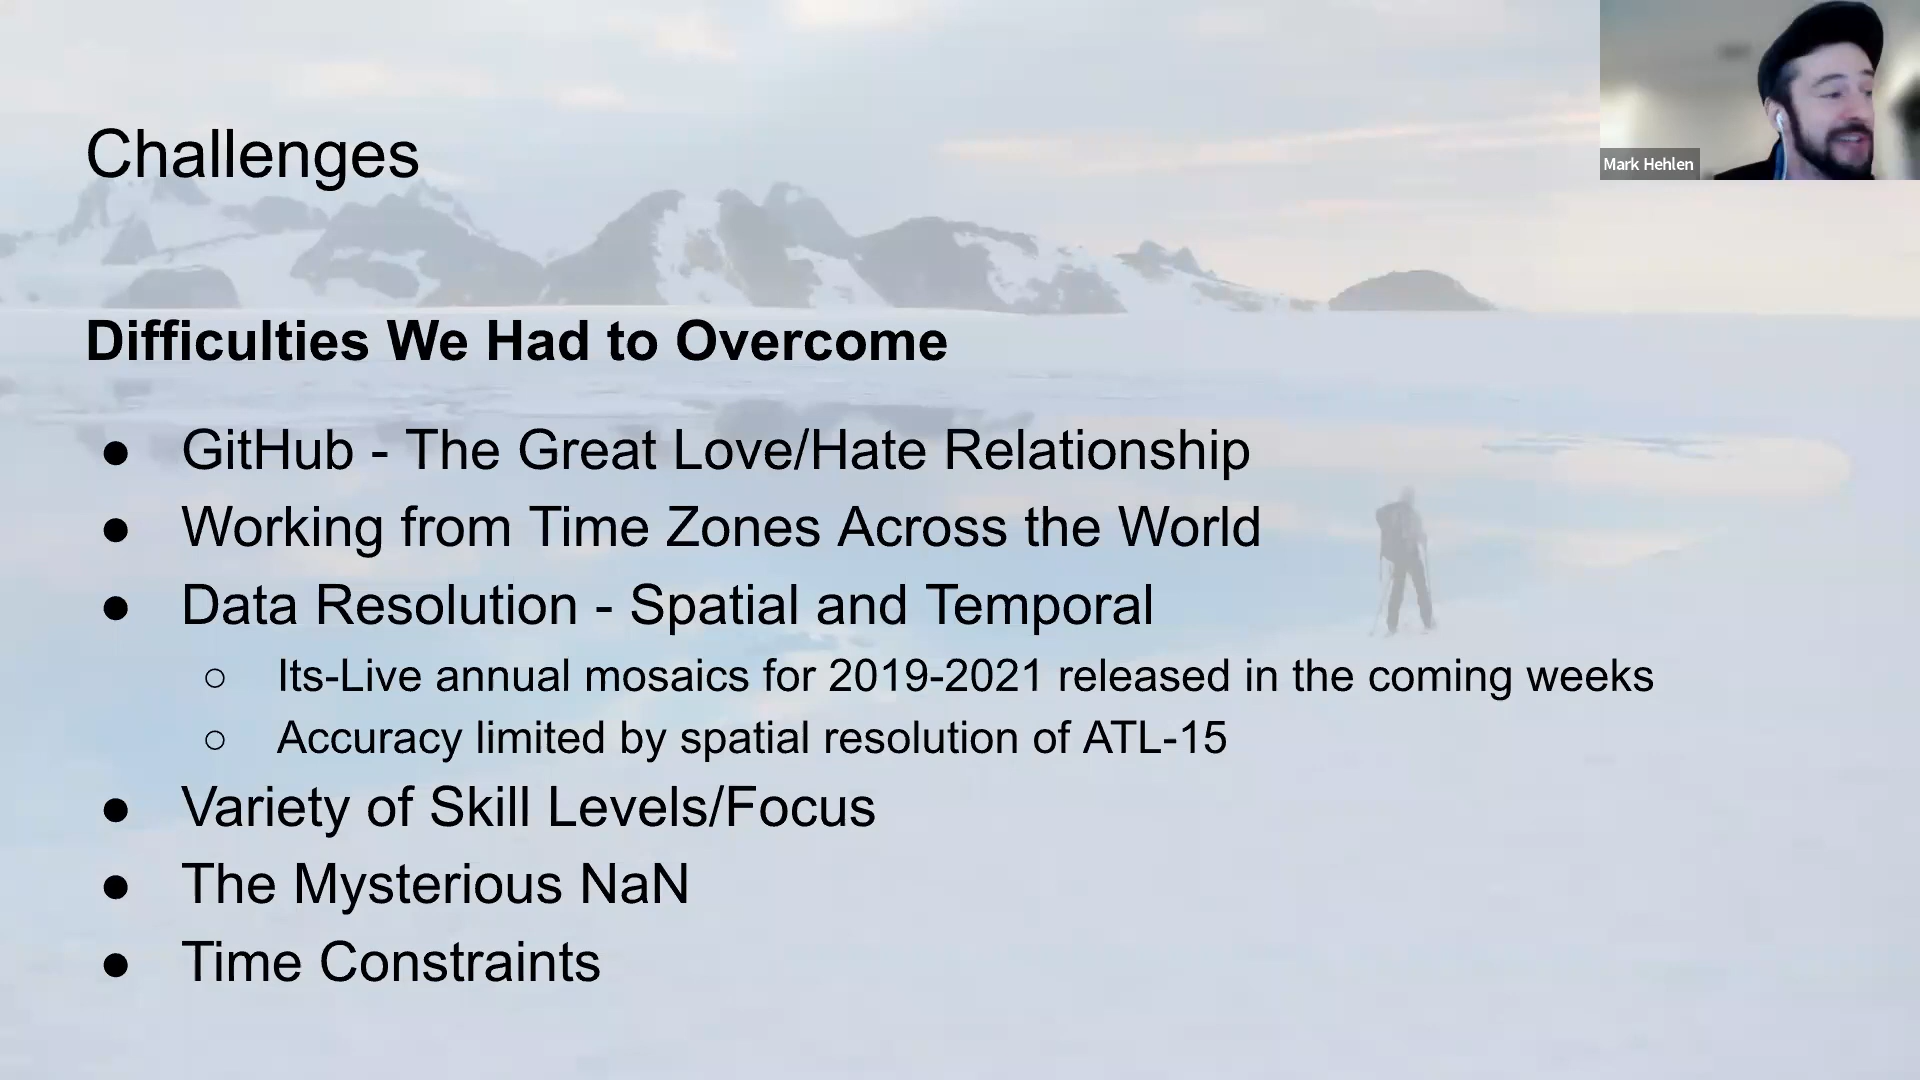 Challenges
Mark Hehlen
Difficulties We Had to Overcome
● GitHub - The Great Love/Hate Relationship
● Working from Time Zones Across the World
● Data Resolution - Spatial and Temporal
○ Its-Live annual mosaics for 2019-2021 released in the coming weeks
○ Accuracy limited by spatial resolution of ATL-15
● Variety of Skill Levels/Focus
● The Mysterious NaN
● Time Constraints